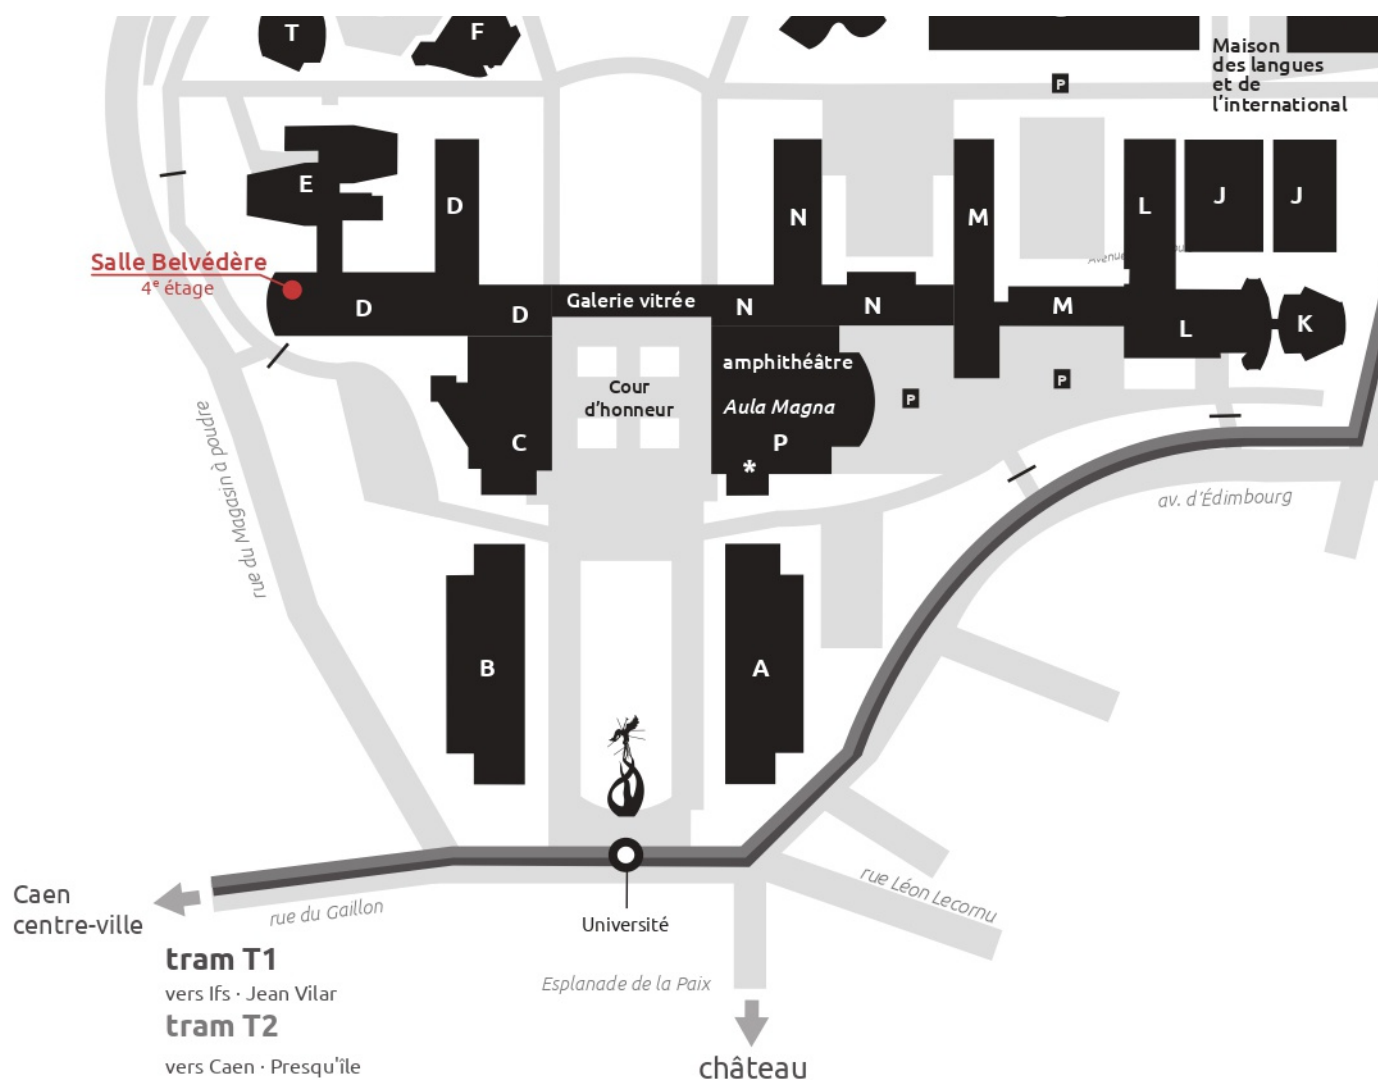 T
F
Maison
des langues
et de
l'international
P
E
D
N
M
L
J
J
Salle Belvédère
4e étage
D
D
Galerie vitrée
N
N
M
L
K
Avenue
amphithéâtre
Aula Magna
P
*
Cour
d'honneur
C
P
P
rue du Magasin à poudre
av. d'Édimbourg
B
A
Caen
centre-ville
rue du Gaillon
Université
rue Léon Lecornu
tram T1
vers Ifs · Jean Vilar
tram T2
vers Caen · Presqu'île
Esplanade de la Paix
château